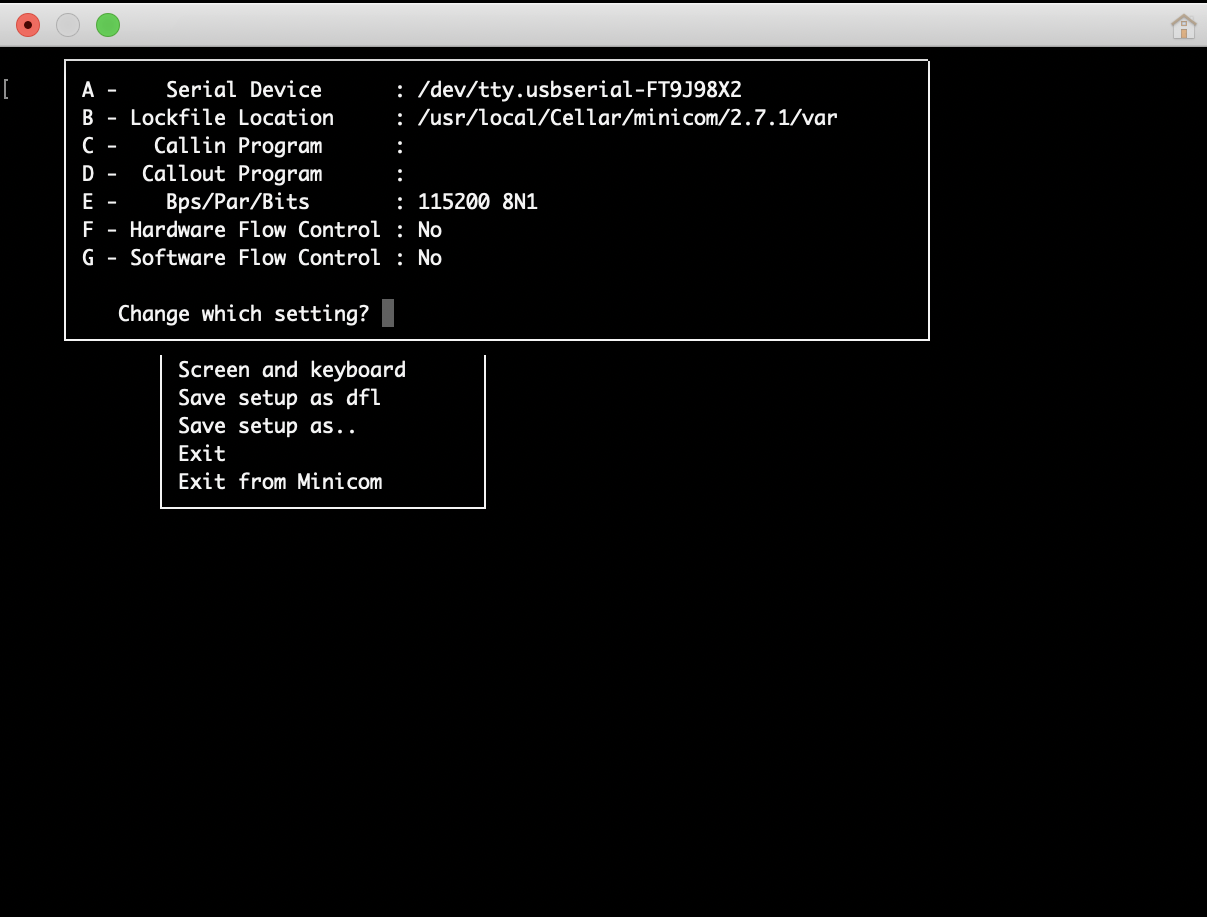 [
A -    Serial Device      : /dev/tty.usbserial-FT9J98X2
B - Lockfile Location     : /usr/local/Cellar/minicom/2.7.1/var
C -   Callin Program      :
D -  Callout Program      :
E -    Bps/Par/Bits       : 115200 8N1
F - Hardware Flow Control : No
G - Software Flow Control : No
Change which setting?
Screen and keyboard
Save setup as dfl
Save setup as..
Exit
Exit from Minicom